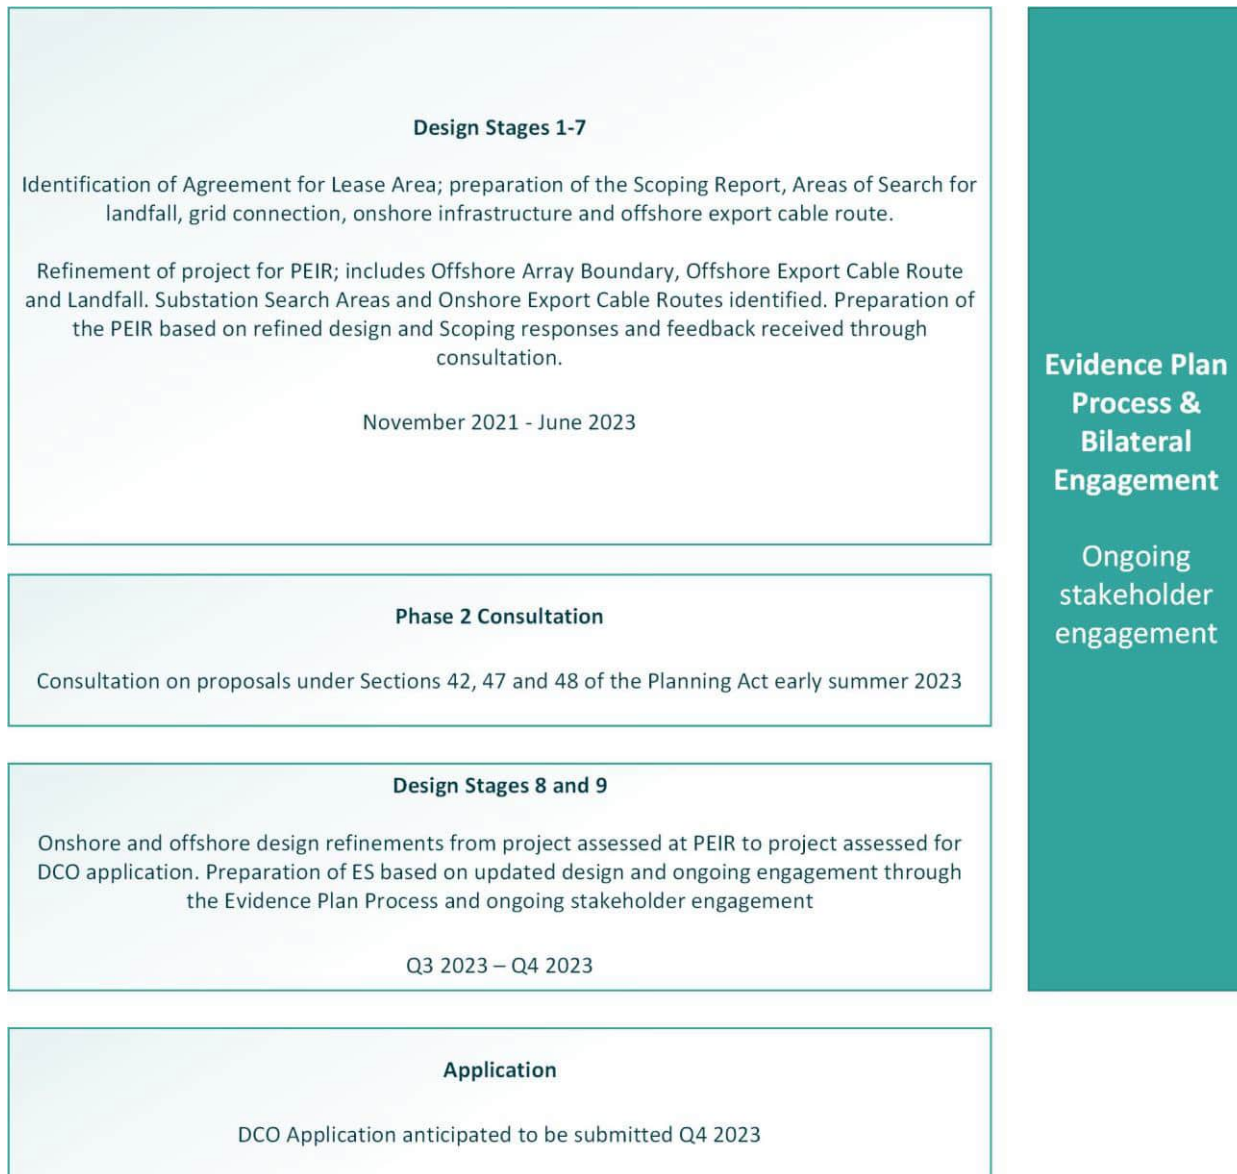 Design Stages 1-7
Identification of Agreement for Lease Area; preparation of the Scoping Report, Areas of Search for
landfall, grid connection, onshore infrastructure and offshore export cable route.
Refinement of project for PEIR; includes Offshore Array Boundary, Offshore Export Cable Route
and Landfall. Substation Search Areas and Onshore Export Cable Routes identified. Preparation of
the PEIR based on refined design and Scoping responses and feedback received through
consultation.
November 2021 - June 2023
Phase 2 Consultation
Consultation on proposals under Sections 42, 47 and 48 of the Planning Act early summer 2023
Design Stages 8 and 9
Onshore and offshore design refinements from project assessed at PEIR to project assessed for
DCO application. Preparation of ES based on updated design and ongoing engagement through
the Evidence Plan Process and ongoing stakeholder engagement
Q3 2023 – Q4 2023
Application
DCO Application anticipated to be submitted Q4 2023
Evidence Plan
Process &
Bilateral
Engagement
Ongoing
stakeholder
engagement